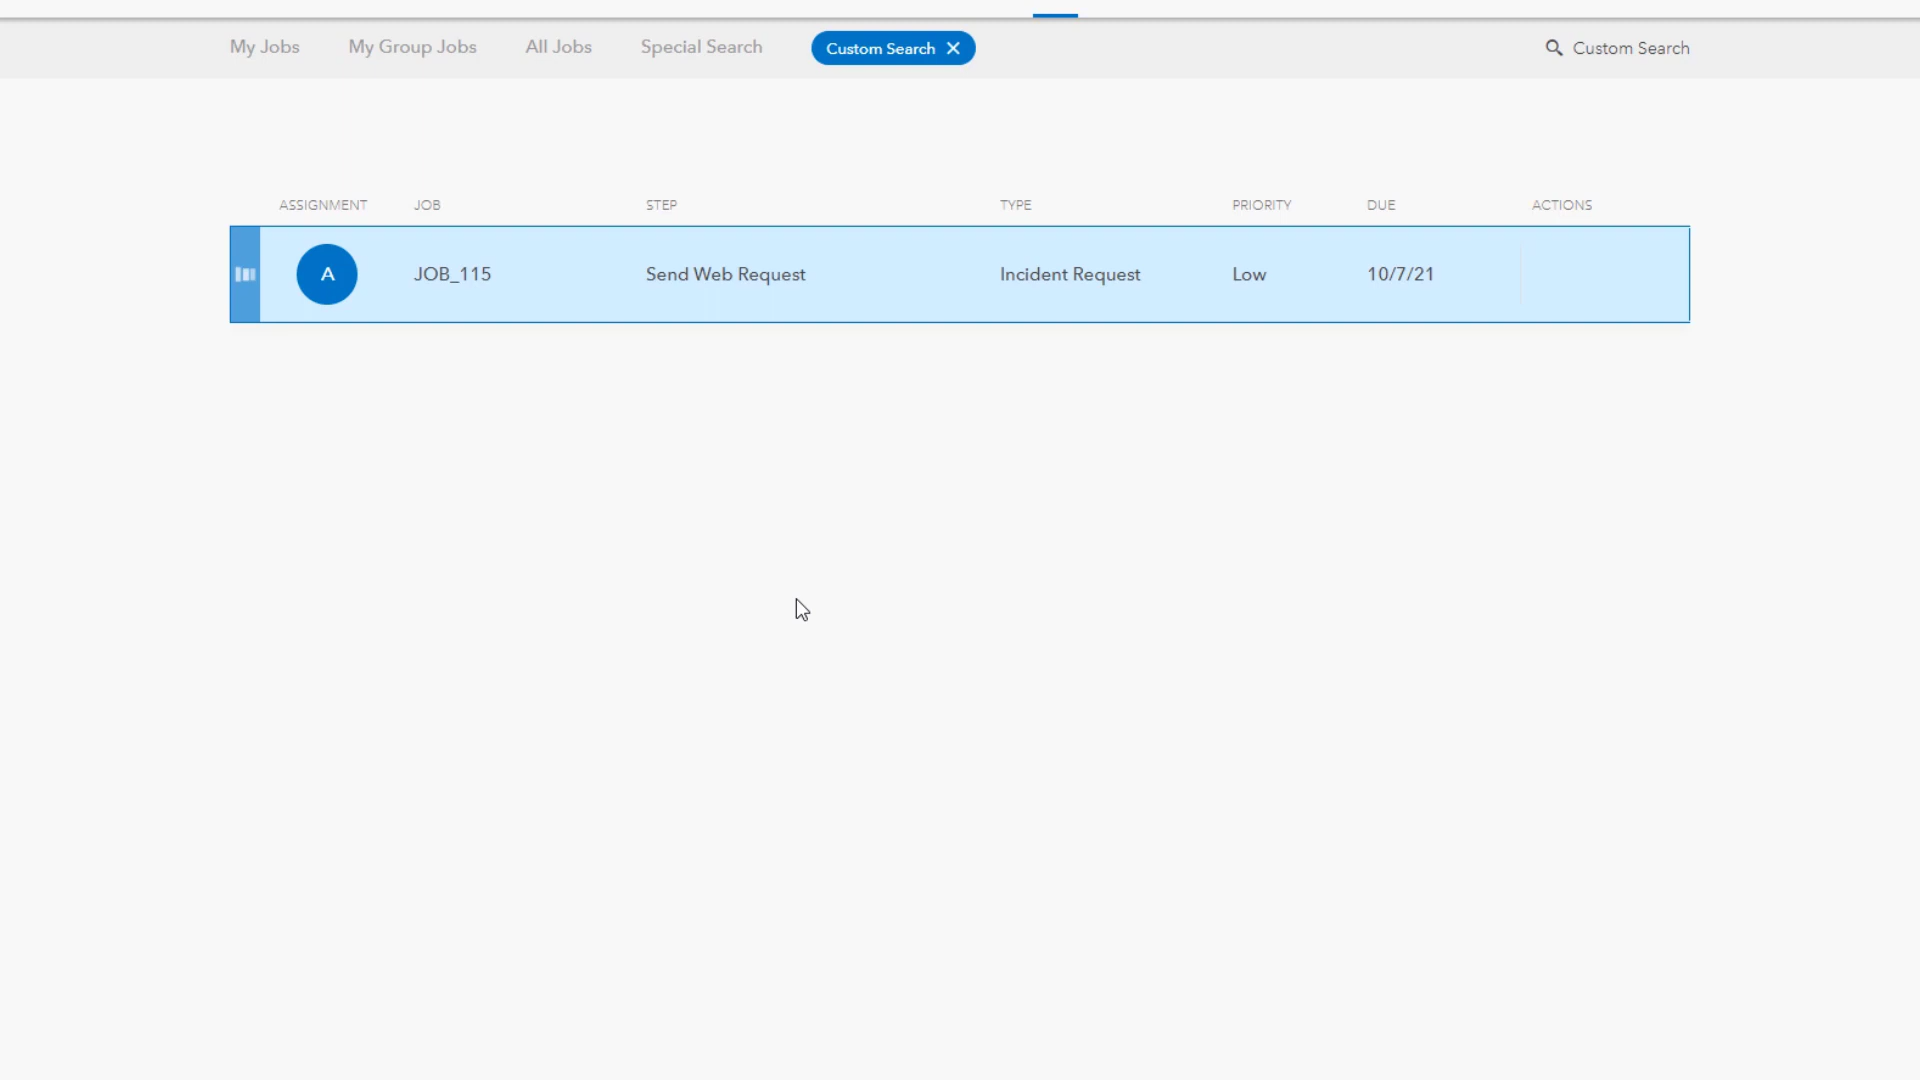 My Jobs My Group Jobs All Jobs Special Search Custom Search Custom Search
ASSIGNMENT JOB STEP TYPE PRIORITY DUE ACTIONS
A JOB_115 Send Web Request Incident Request Low 10/7/21